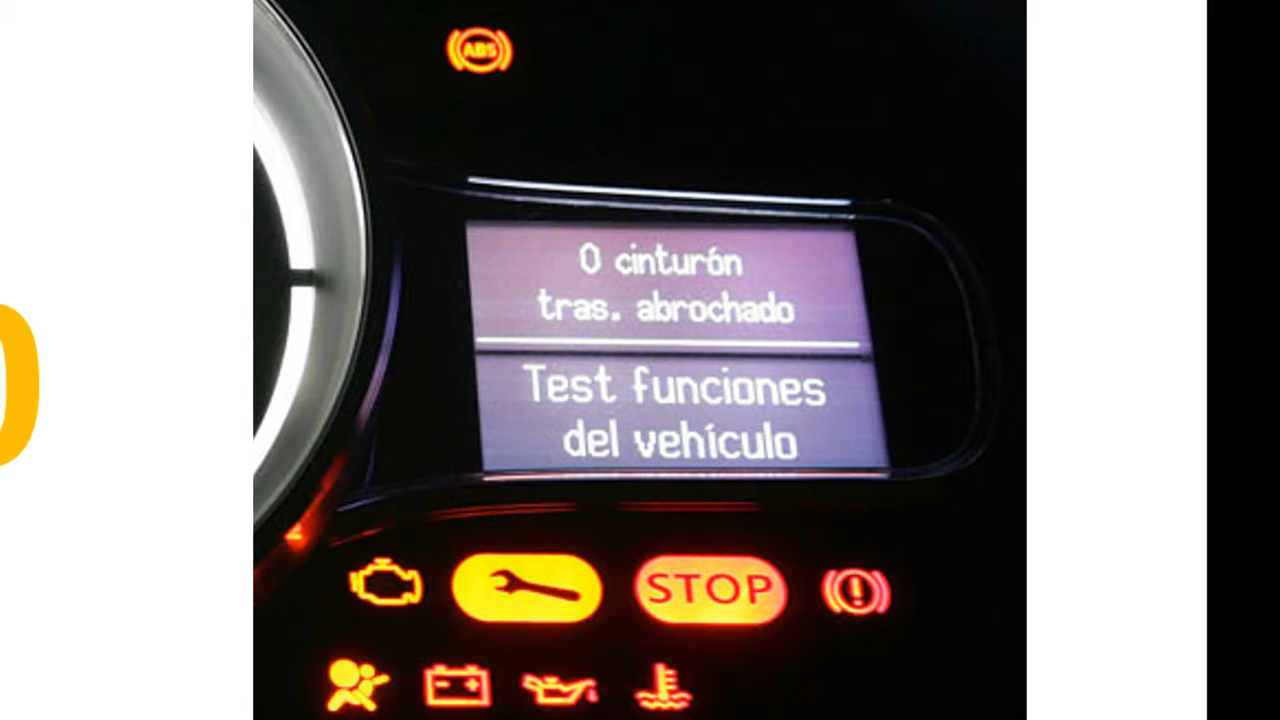 ABS
0 cinturón
tras. abrochado
Test funciones
del vehículo
STOP